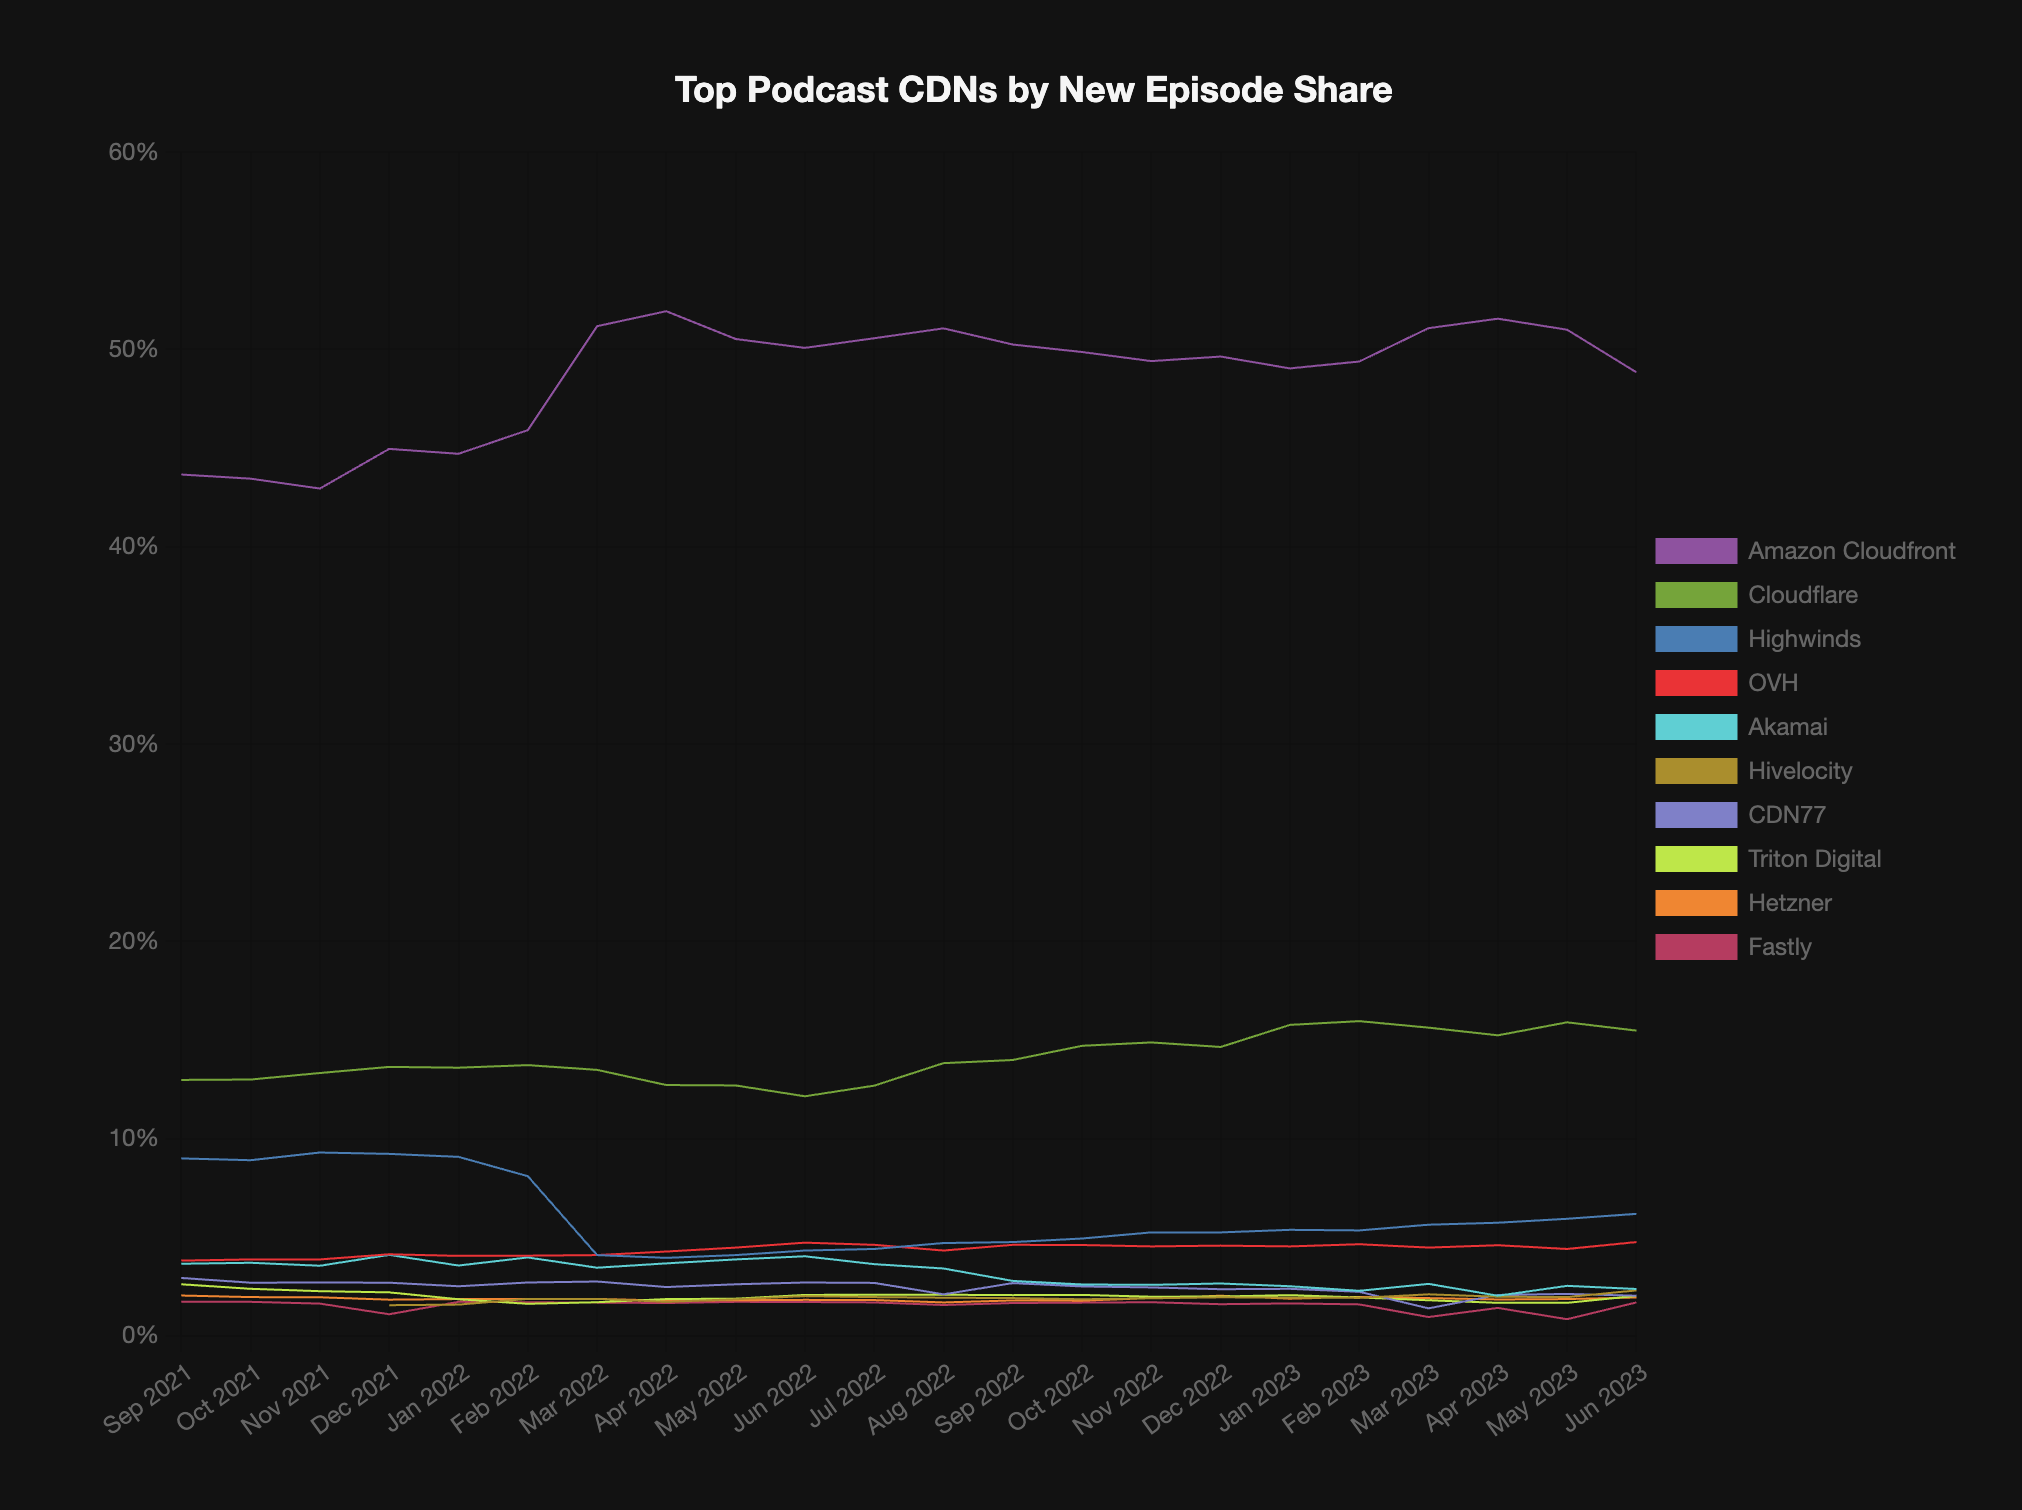 Top Podcast CDNs by New Episode Share
60%
50%
40%
30%
20%
10%
0%
Amazon Cloudfront
Cloudflare
Highwinds
OVH
Akamai
Hivelocity
CDN77
Triton Digital
Hetzner
Fastly
Sep 2021
Oct 2021
Nov 2021
Dec 2021
Jan 2022
Feb 2022
Mar 2022
Apr 2022
May 2022
Jun 2022
Jul 2022
Aug 2022
Sep 2022
Oct 2022
Nov 2022
Dec 2022
Jan 2023
Feb 2023
Mar 2023
Apr 2023
May 2023
Jun 2023